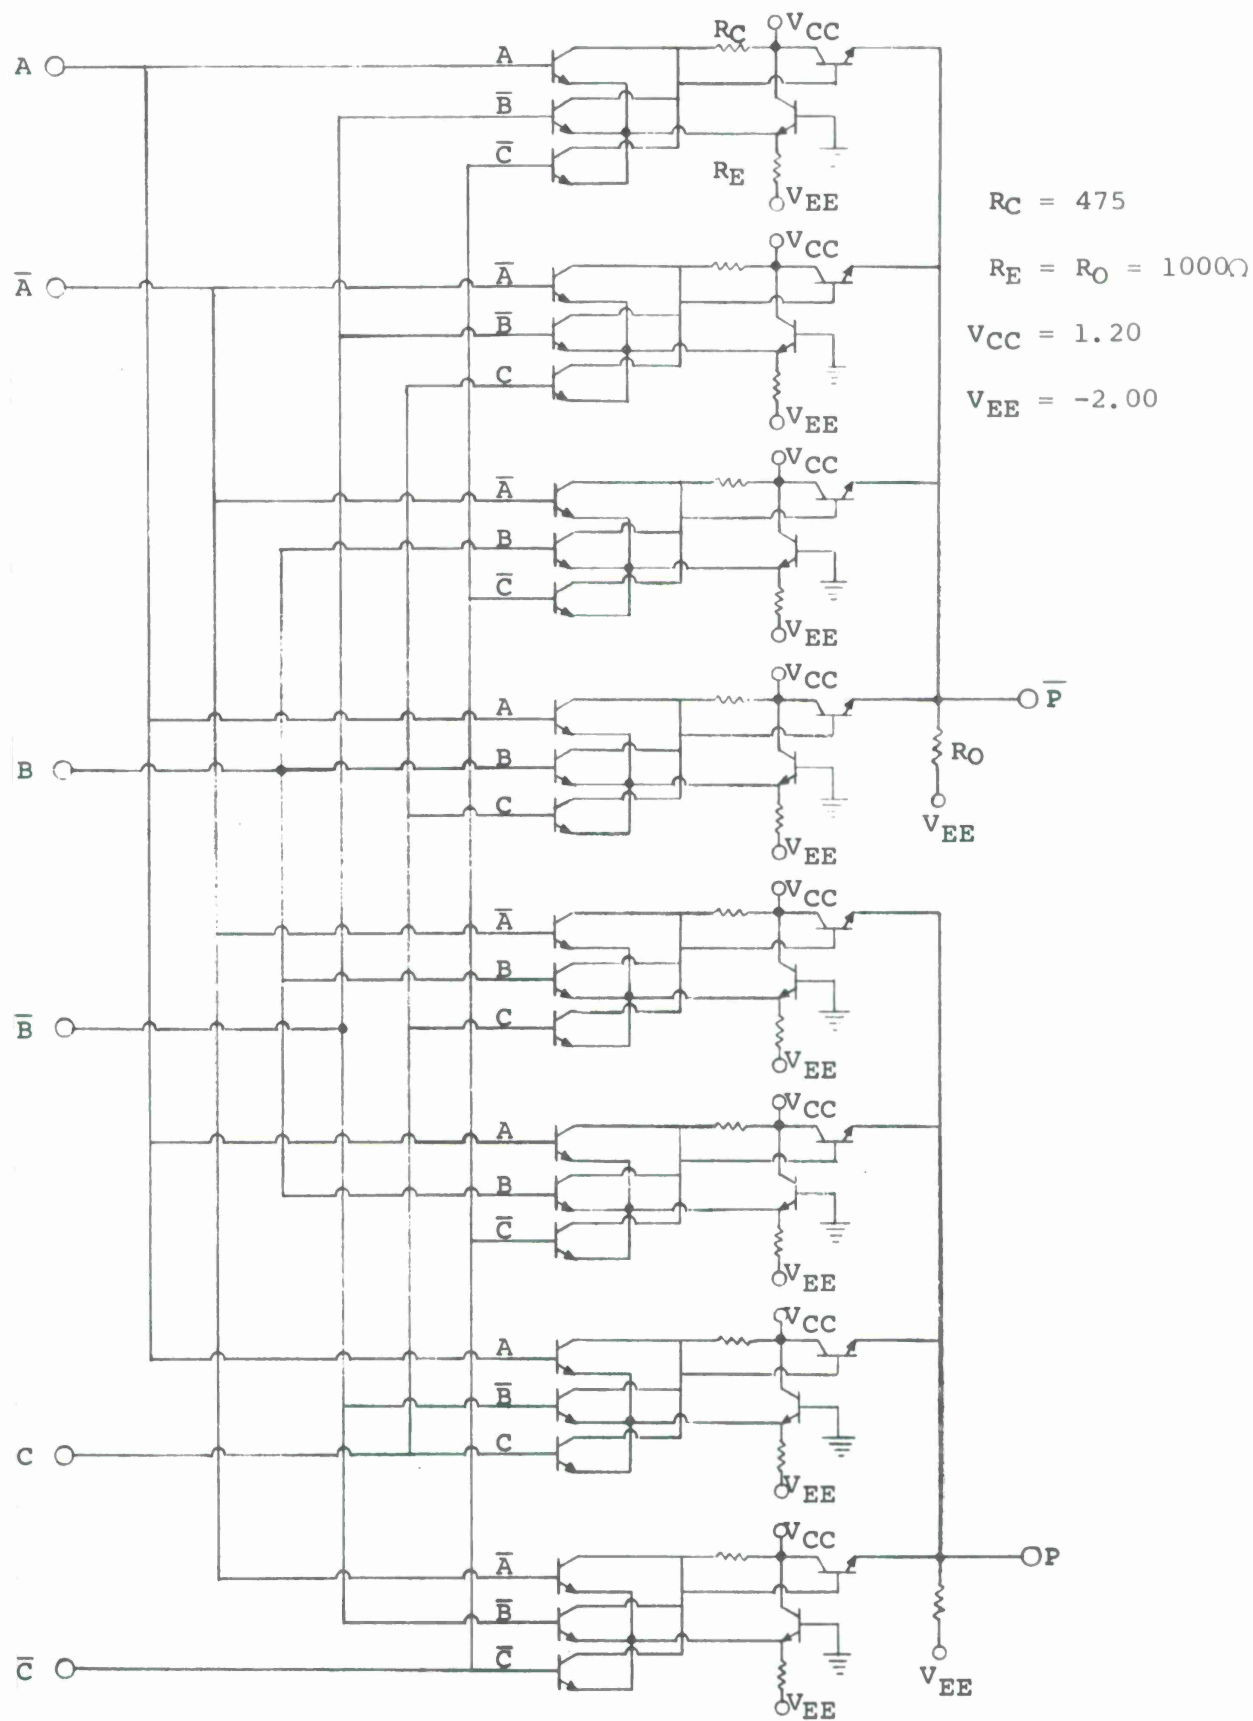 A
A
B̅
C̅
R_C
V_CC
R_E
V_EE
R_C = 475
R_E = R_O = 1000Ω
V_CC = 1.20
V_EE = -2.00
A̅
A̅
B̅
C
V_CC
V_EE
A̅
B
C̅
V_CC
V_EE
B
A
B
C
V_CC
V_EE
P̅
R_O
V_EE
B̅
A̅
B
C
V_CC
V_EE
A
B
C̅
V_CC
V_EE
C
A
B̅
C
V_CC
V_EE
C̅
A̅
B̅
C̅
V_CC
V_EE
P
V_EE